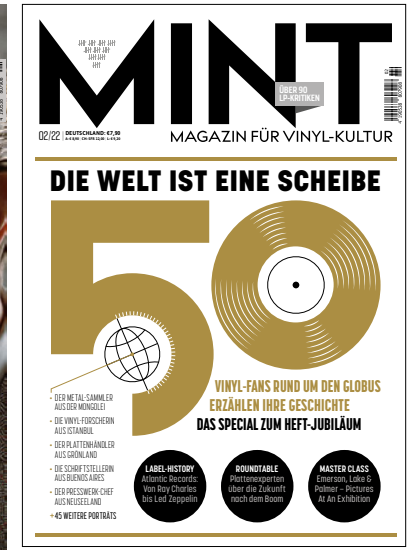 MINT
ÜBER 90
LP-KRITIKEN
02/22
DEUTSCHLAND: €7,90
MAGAZIN FÜR VINYL-KULTUR
DIE WELT IST EINE SCHEIBE
50
VINYL-FANS RUND UM DEN GLOBUS
ERZÄHLEN IHRE GESCHICHTE
DAS SPECIAL ZUM HEFT-JUBILÄUM
• DER METAL-SAMMLER
AUS DER MONGOLEI
• DIE VINYL-FORSCHERIN
AUS ISTANBUL
• DER PLATTENHÄNDLER
AUS GRÖNLAND
• DIE SCHRIFTSTELLERIN
AUS BUENOS AIRES
• DER PRESSWERK-CHEF
AUS NEUSEELAND
+ 45 WEITERE PORTRÄTS
LABEL-HISTORY
Atlantic Records:
Von Ray Charles
bis Led Zeppelin
ROUNDTABLE
Plattenexperten
über die Zukunft
nach dem Boom
MASTER CLASS
Emerson, Lake &
Palmer – Pictures
At An Exhibition